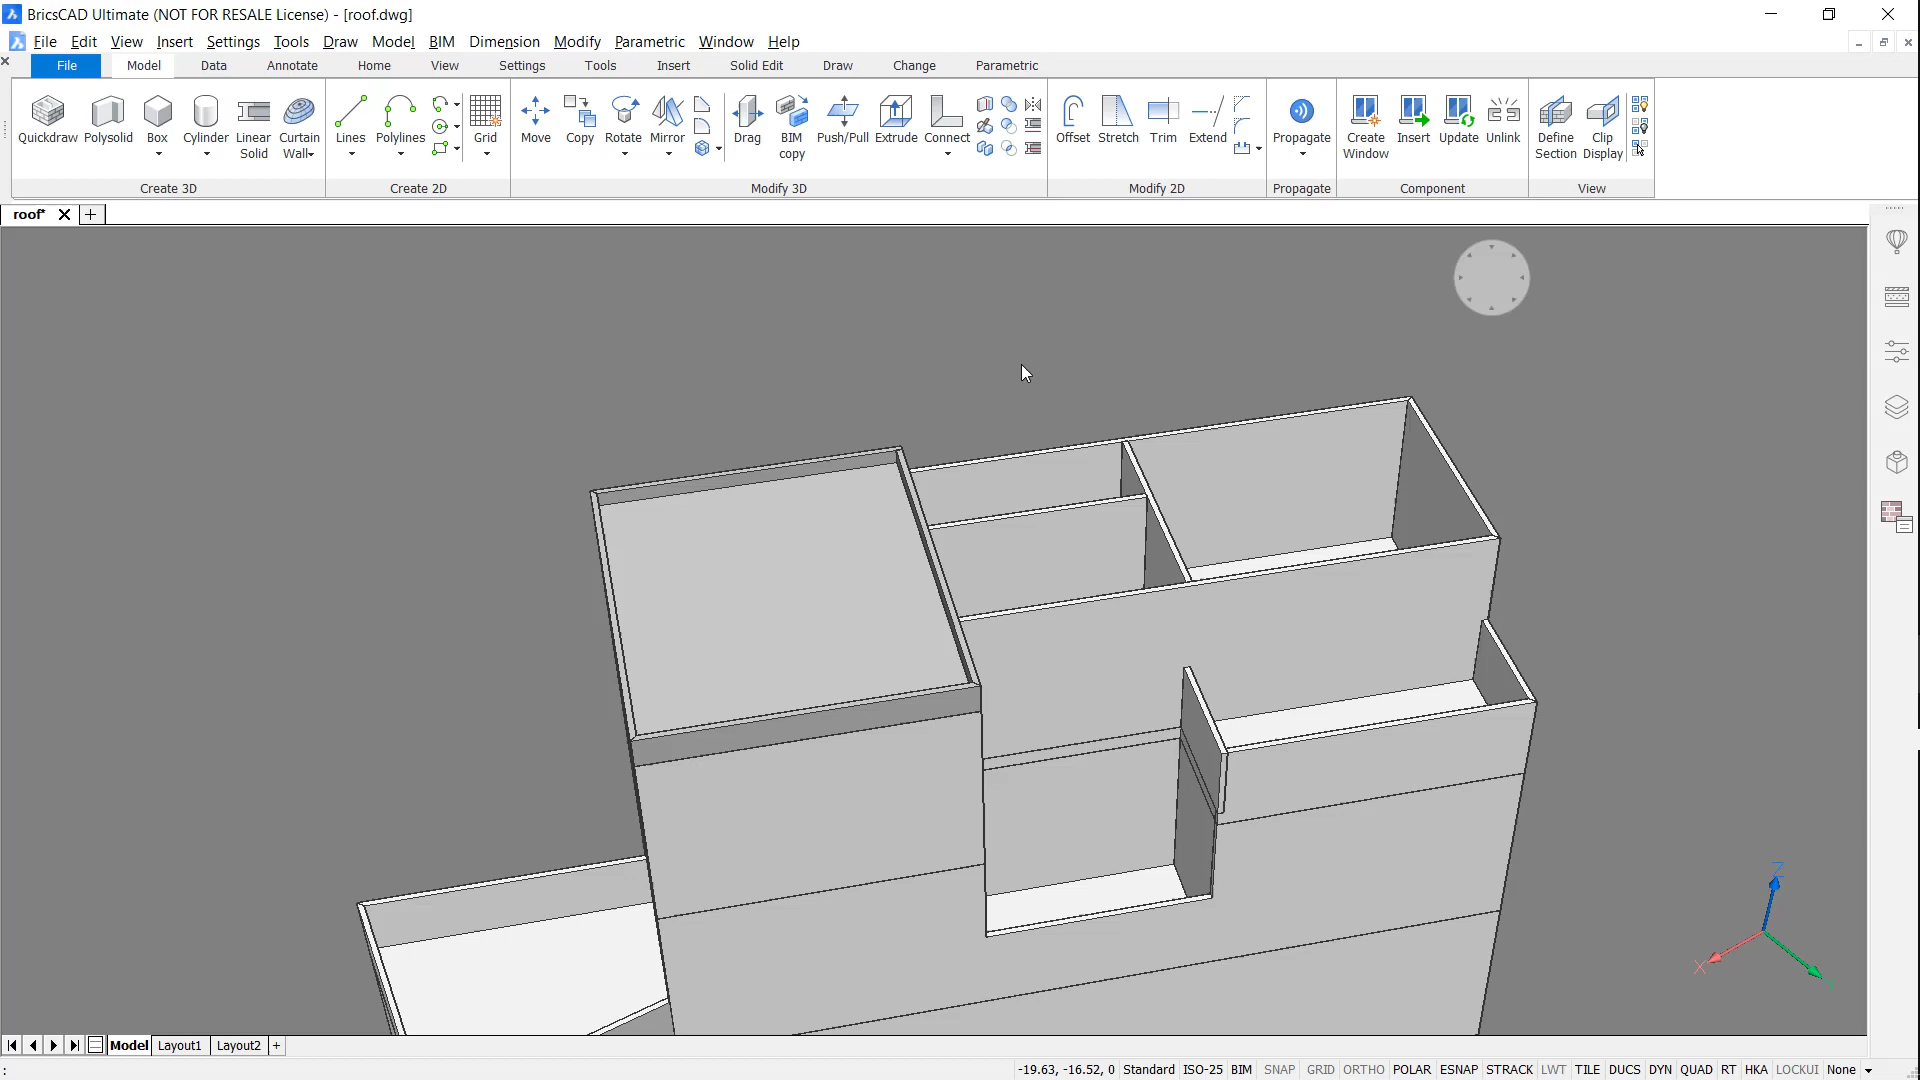 BricsCAD Ultimate (NOT FOR RESALE License) - [roof.dwg]
File Edit View Insert Settings Tools Draw Model BIM Dimension Modify Parametric Window Help
File Model Data Annotate Home View Settings Tools Insert Solid Edit Draw Change Parametric
Quickdraw Polysolid Box Cylinder Linear Solid Curtain Wall Lines Polylines Grid Move Copy Rotate Mirror Drag BIM copy Push/Pull Extrude Connect Offset Stretch Trim Extend Propagate Create Window Insert Update Unlink Define Section Clip Display
Create 3D Create 2D Modify 3D Modify 2D Propagate Component View
roof*
X Y Z
Model Layout1 Layout2 +
: -19.63, -16.52, 0 Standard ISO-25 BIM SNAP GRID ORTHO POLAR ESNAP STRACK LWT TILE DUCS DYN QUAD RT HKA LOCKUI None